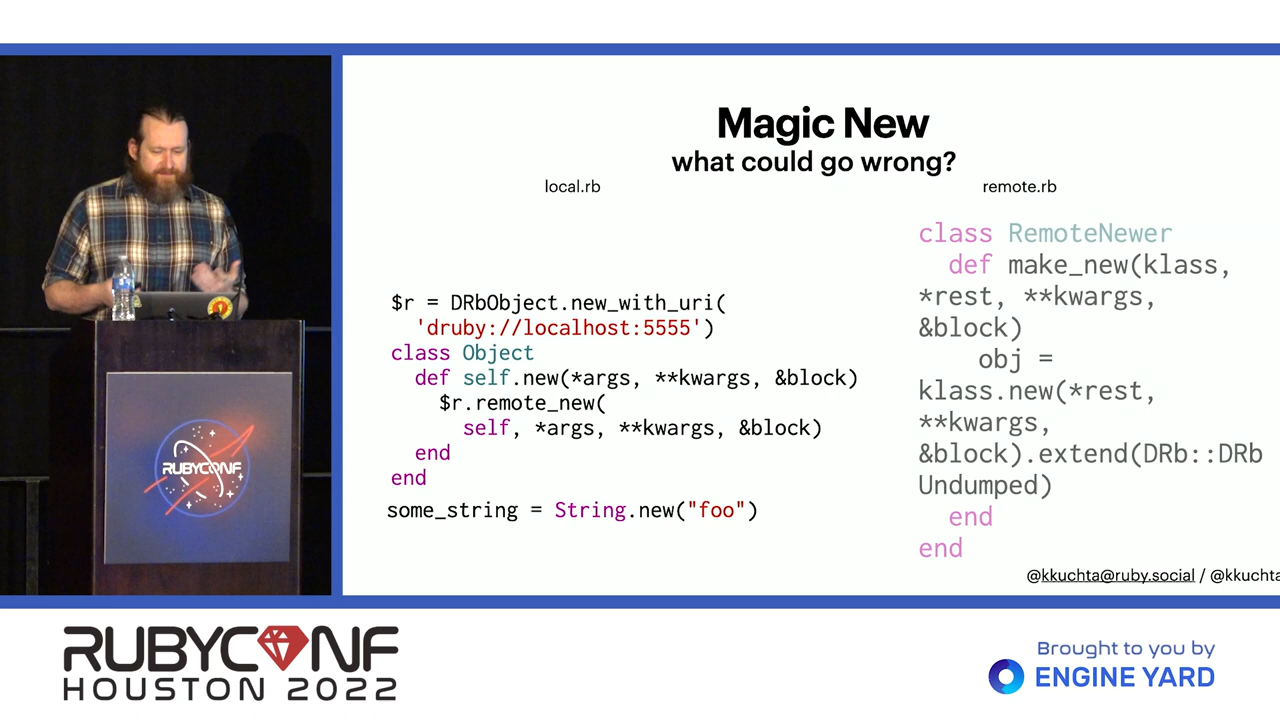 Magic New
what could go wrong?
local.rb
$r = DRbObject.new_with_uri(
'druby://localhost:5555')
class Object
def self.new(*args, **kwargs, &block)
$r.remote_new(
self, *args, **kwargs, &block)
end
end
some_string = String.new("foo")
remote.rb
class RemoteNewer
def make_new(klass,
*rest, **kwargs,
&block)
obj =
klass.new(*rest,
**kwargs,
&block).extend(DRb::DRb
Undumped)
end
end
@kkuchta@ruby.social / @kkuchta
RUBYCONF
RUBYCONF
HOUSTON 2022
Brought to you by
ENGINE YARD